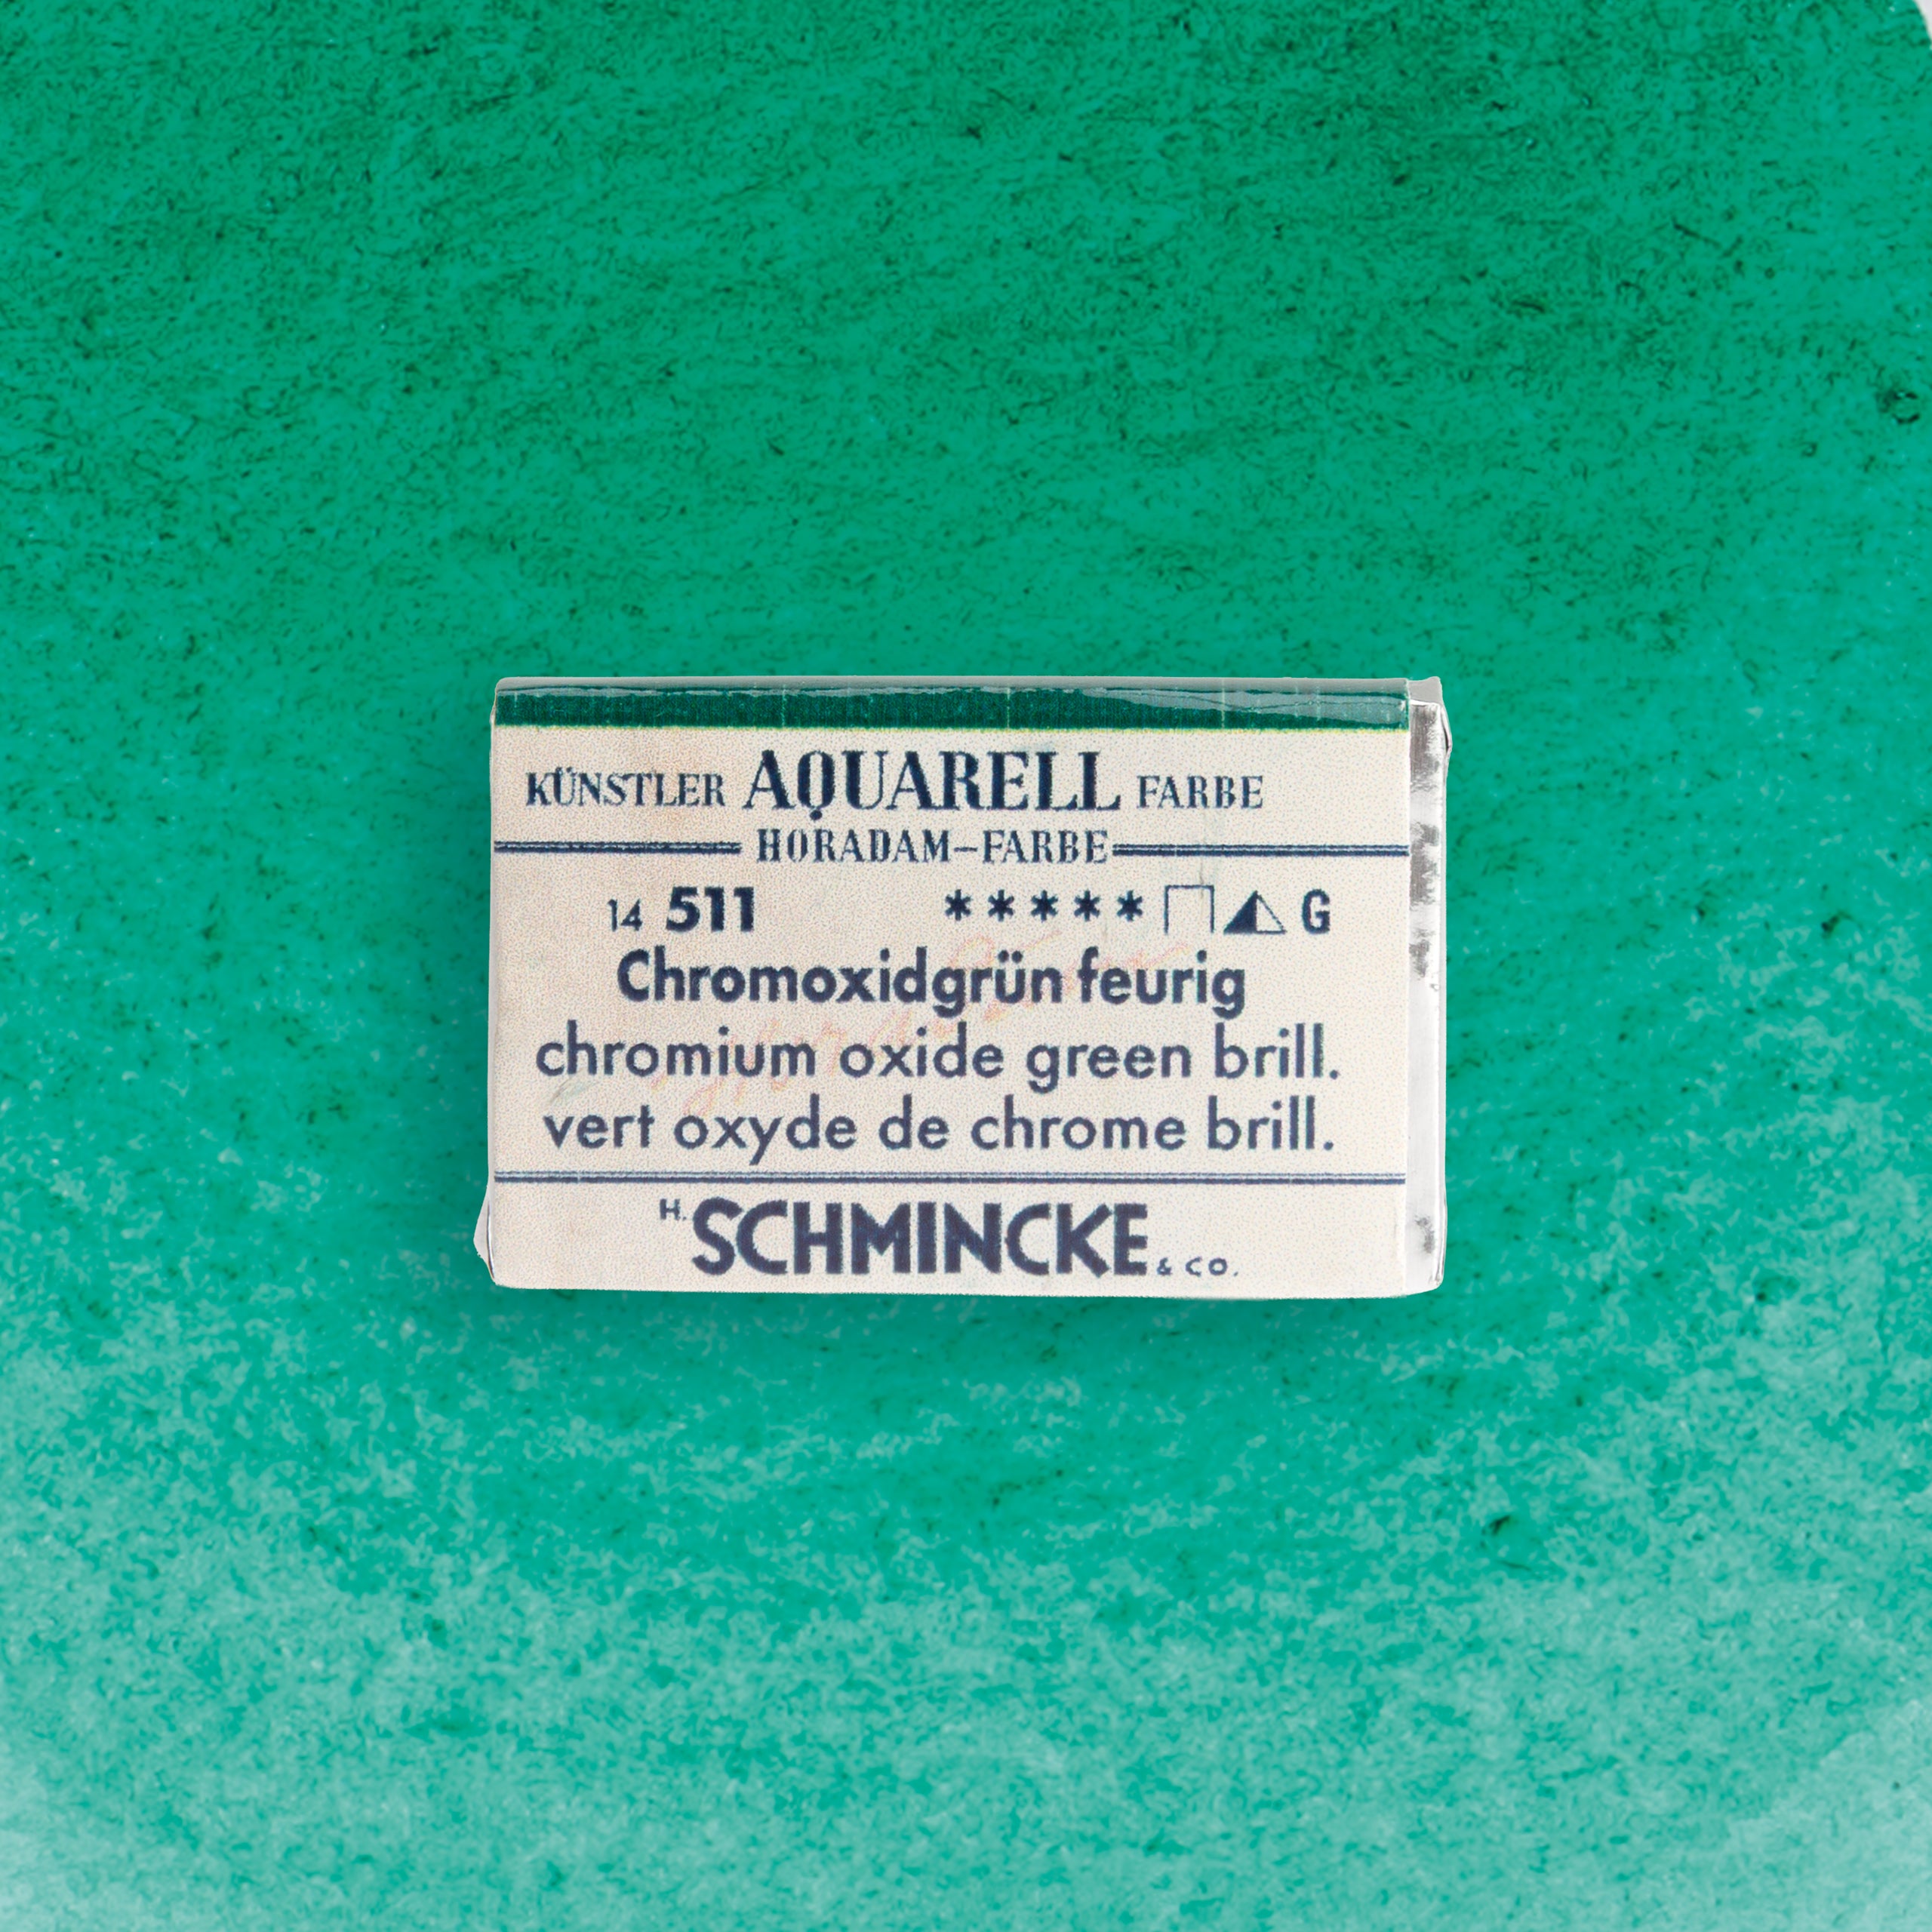 KÜNSTLER AQUARELL FARBE
HORADAM–FARBE
14 511 ***** G
Chromoxidgrün feurig
chromium oxide green brill.
vert oxyde de chrome brill.
H. SCHMINCKE & CO.